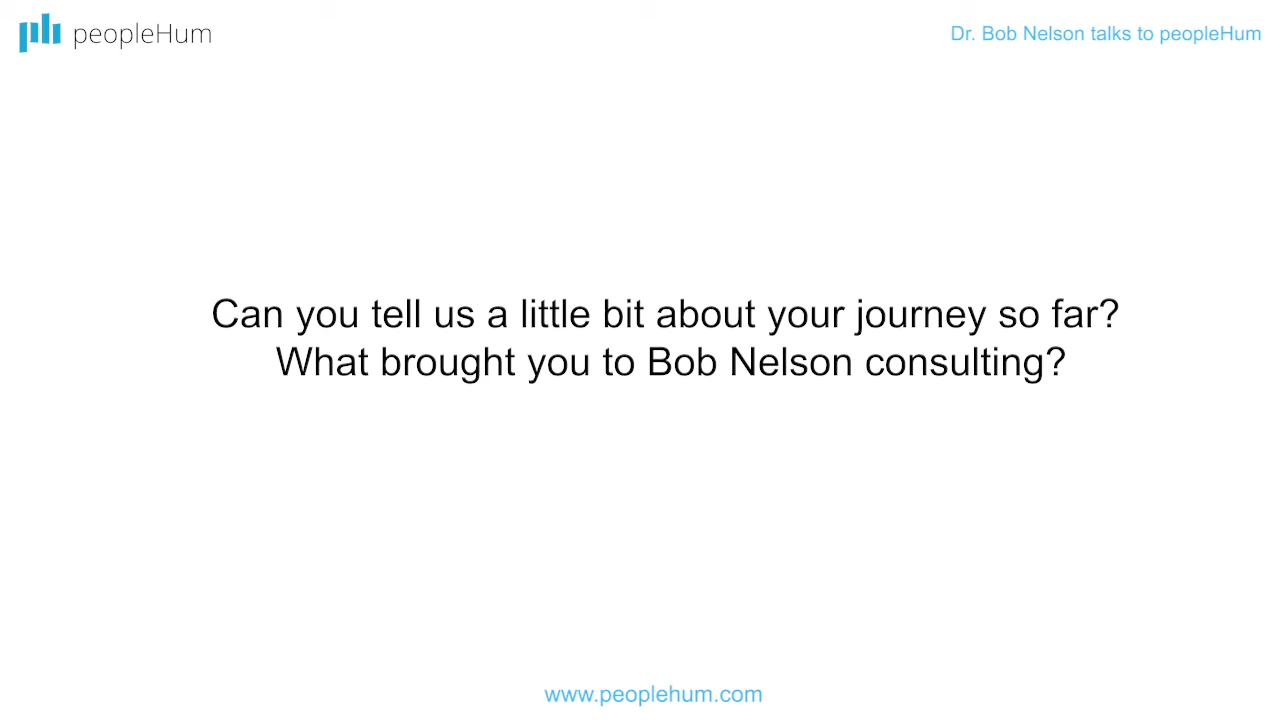 peopleHum
Dr. Bob Nelson talks to peopleHum
Can you tell us a little bit about your journey so far?
What brought you to Bob Nelson consulting?
www.peoplehum.com